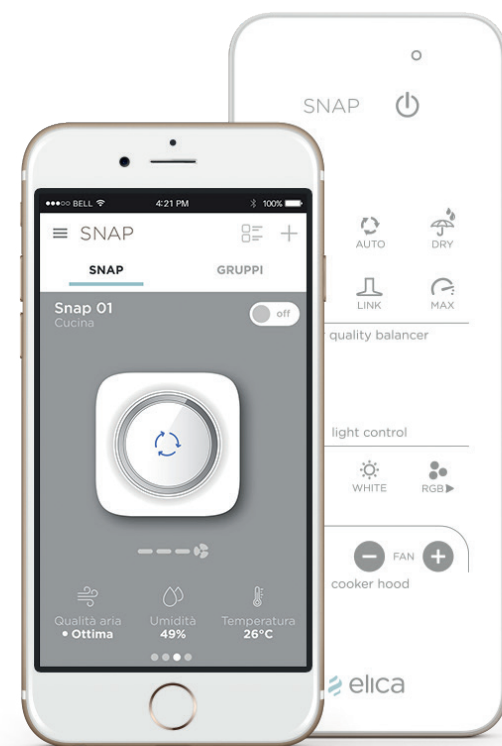 BELL 4:21 PM 100%
SNAP
SNAP GRUPPI
Snap 01
Cucina
off
Qualità aria Umidità Temperatura
• Ottima 49% 26°C
SNAP
AUTO DRY
LINK MAX
quality balancer
light control
WHITE RGB
FAN
cooker hood
elica